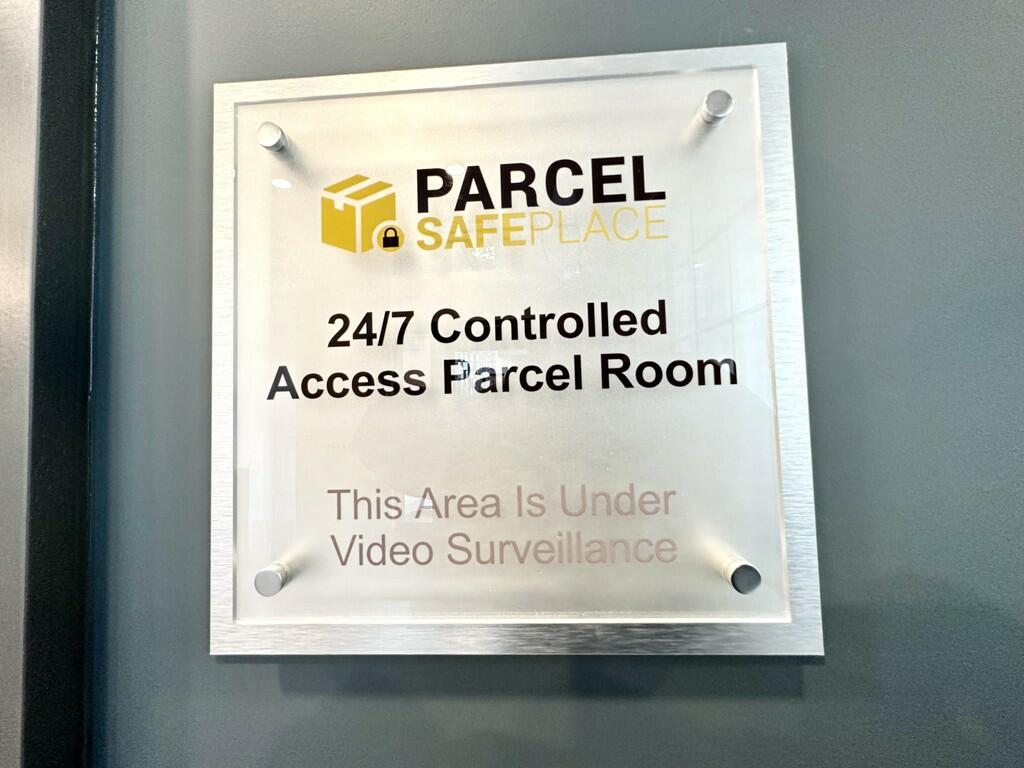 PARCEL
SAFEPLACE
24/7 Controlled
Access Parcel Room
This Area Is Under
Video Surveillance